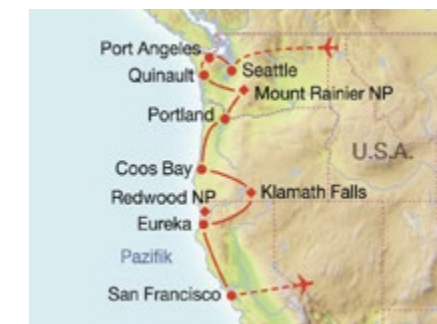 Port Angeles
Quinault
Seattle
Mount Rainier NP
Portland
U.S.A.
Coos Bay
Redwood NP
Klamath Falls
Eureka
Pazifik
San Francisco